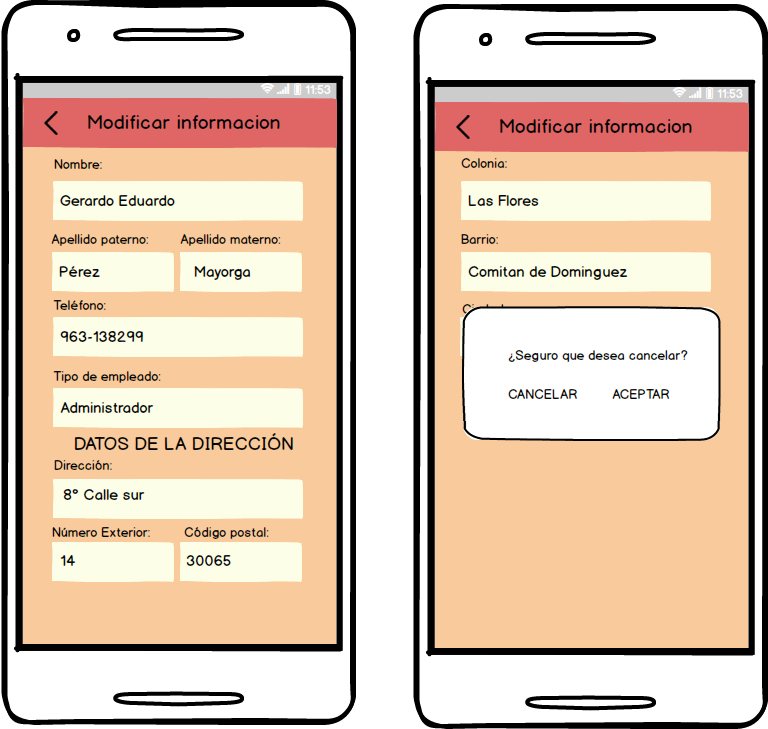 11:53
Modificar informacion
Nombre:
Gerardo Eduardo
Apellido paterno: Apellido materno:
Pérez Mayorga
Teléfono:
963-138299
Tipo de empleado:
Administrador
DATOS DE LA DIRECCIÓN
Dirección:
8° Calle sur
Número Exterior: Código postal:
14 30065
11:53
Modificar informacion
Colonia:
Las Flores
Barrio:
Comitan de Dominguez
¿Seguro que desea cancelar?
CANCELAR ACEPTAR